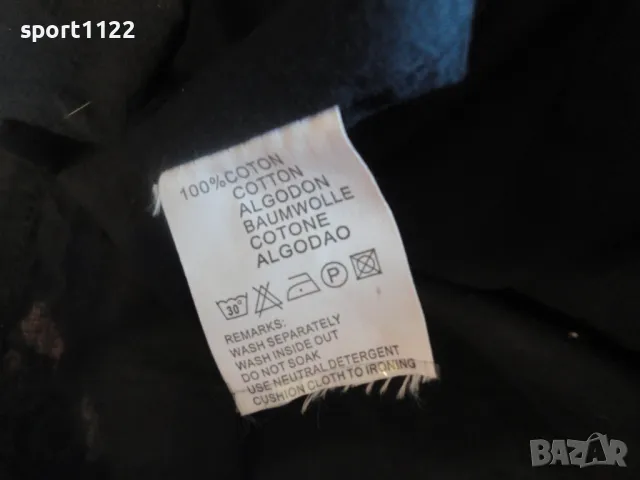 sport1122
100%COTON
COTTON
ALGODON
BAUMWOLLE
COTONE
ALGODAO
30°
P
REMARKS:
WASH SEPARATELY
WASH INSIDE OUT
DO NOT SOAK
USE NEUTRAL DETERGENT
CUSHION CLOTH TO IRONING
BAZAR